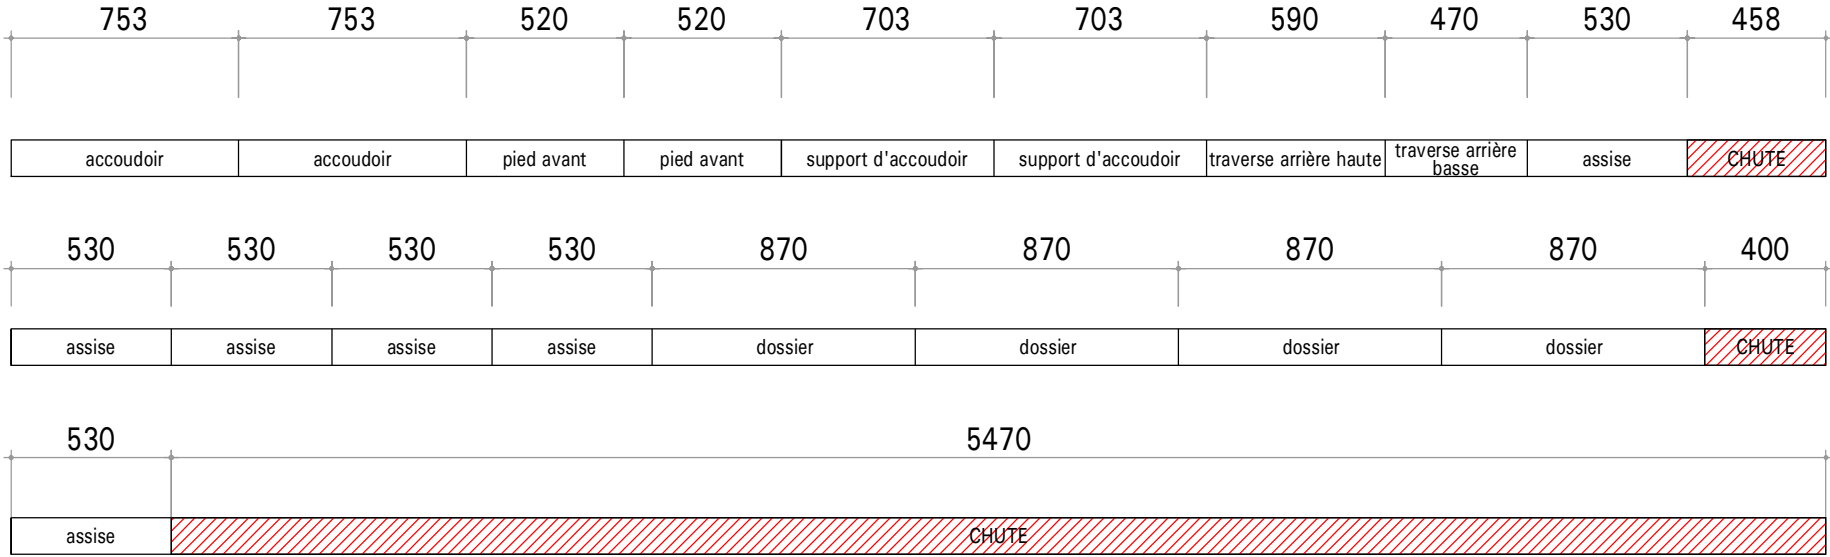 753 753 520 520 703 703 590 470 530 458
accoudoir accoudoir pied avant pied avant support d'accoudoir support d'accoudoir traverse arrière haute traverse arrière
basse assise CHUTE
530 530 530 530 870 870 870 870 400
assise assise assise assise dossier dossier dossier dossier CHUTE
530 5470
assise CHUTE